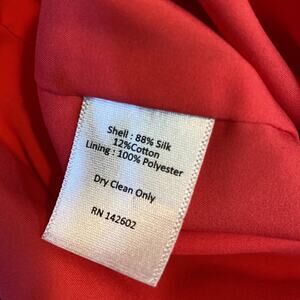 Shell : 88% Silk
12%Cotton
Lining : 100% Polyester
Dry Clean Only
RN 142602